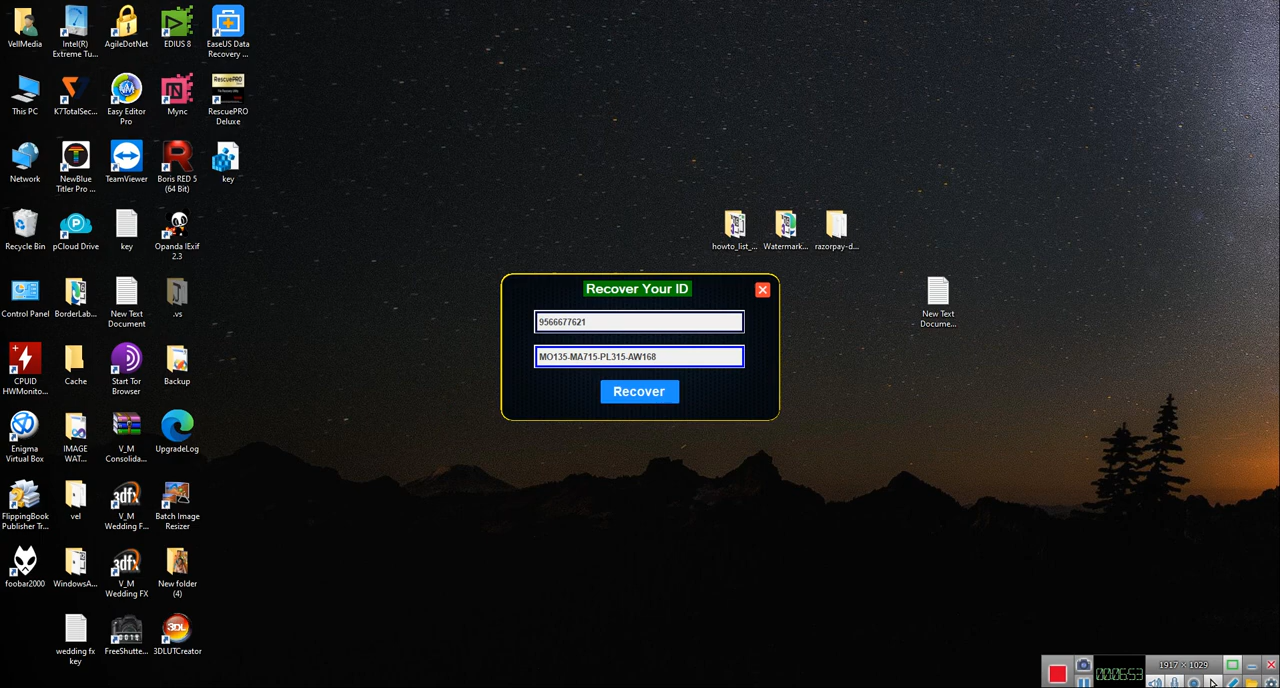 VellMedia
Intel(R)
Extreme Tu...
AgileDotNet
EDIUS 8
EaseUS Data
Recovery ...
This PC
K7TotalSec...
Easy Editor
Pro
Mync
RescuePRO
RescuePRO
Deluxe
Network
NewBlue
Titler Pro ...
TeamViewer
Boris RED 5
(64 Bit)
key
Recycle Bin
pCloud Drive
key
Opanda IExif
2.3
howto_list_...
Watermark...
razorpay-d...
Control Panel
BorderLab...
New Text
Document
.vs
New Text
Docume...
Recover Your ID
9566677621
MO135-MA715-PL315-AW168
Recover
CPUID
HWMonito...
Cache
Start Tor
Browser
Backup
Enigma
Virtual Box
IMAGE
WAT...
V_M
Consolida...
UpgradeLog
FlippingBook
Publisher Tr...
vel
3dfx
V_M
Wedding F...
Batch Image
Resizer
foobar2000
WindowsA...
3dfx
V_M
Wedding FX
New folder
(4)
wedding fx
key
FreeShutte...
3DL
3DLUTCreator
000653
1917 × 1029